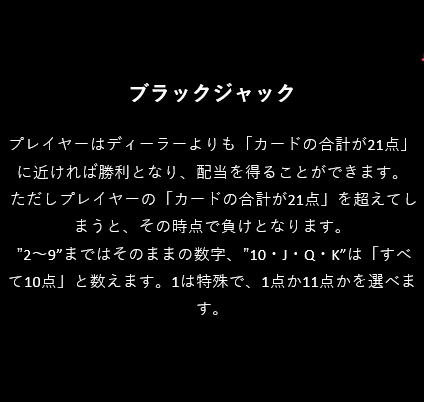 ブラックジャック
プレイヤーはディーラーよりも「カードの合計が21点」
に近ければ勝利となり、配当を得ることができます。
ただしプレイヤーの「カードの合計が21点」を超えてし
まうと、その時点で負けとなります。
”2〜9”まではそのままの数字、”10・J・Q・K”は「すべ
て10点」と数えます。1は特殊で、1点か11点かを選べま
す。